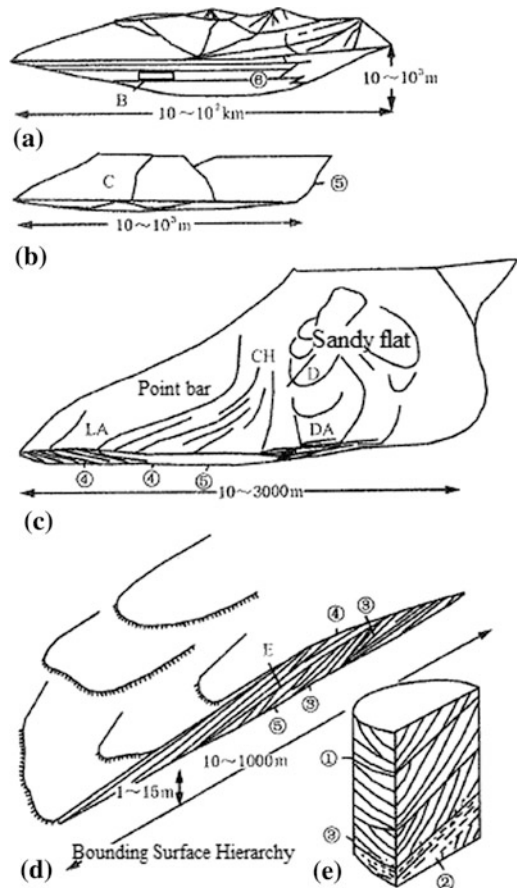 ⑥
B
10~10³m
10~10²km
(a)
C
⑤
10~10³m
(b)
Sandy flat
CH
D
Point bar
LA
DA
④ ④ ⑤
10~3000m
(c)
④ ③
E
⑤ ③
10~1000m
1~15m
①
③
②
Bounding Surface Hierarchy
(d)
(e)